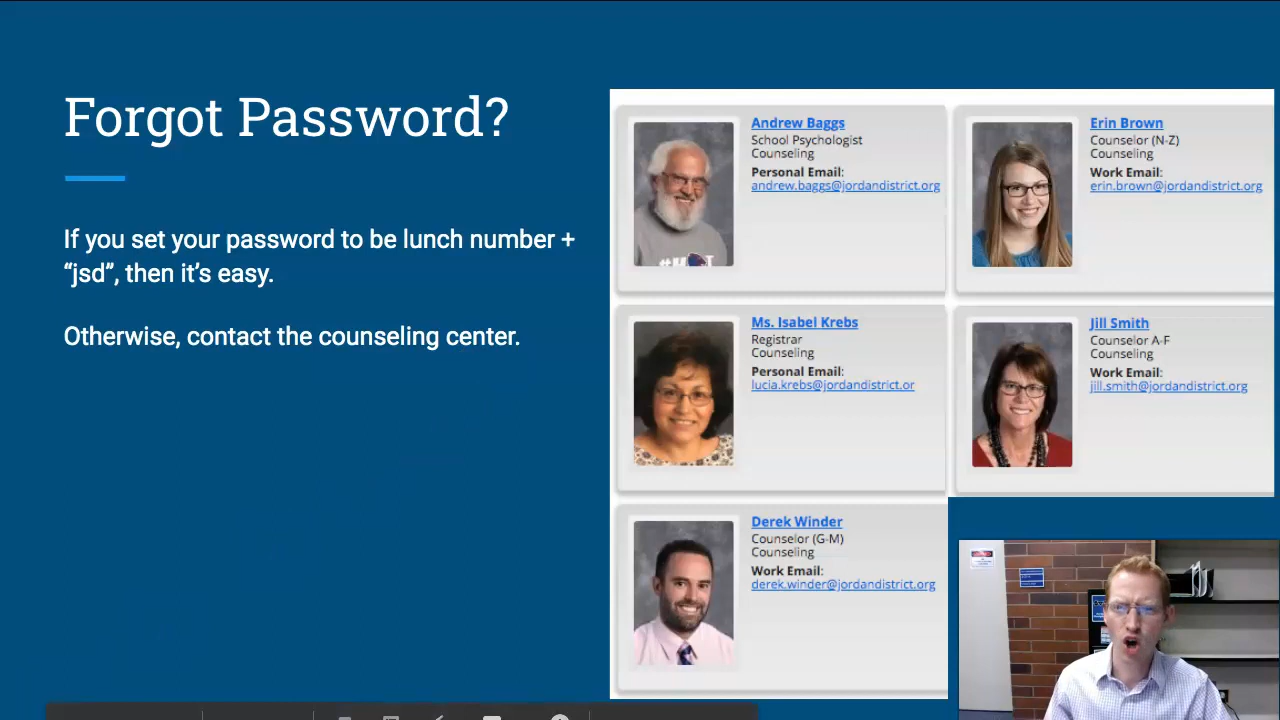 Forgot Password?
If you set your password to be lunch number +
“jsd”, then it’s easy.
Otherwise, contact the counseling center.
Andrew Baggs
School Psychologist
Counseling
Personal Email:
andrew.baggs@jordandistrict.org
Erin Brown
Counselor (N-Z)
Counseling
Work Email:
erin.brown@jordandistrict.org
Ms. Isabel Krebs
Registrar
Counseling
Personal Email:
lucia.krebs@jordandistrict.or
Jill Smith
Counselor A-F
Counseling
Work Email:
jill.smith@jordandistrict.org
Derek Winder
Counselor (G-M)
Counseling
Work Email:
derek.winder@jordandistrict.org